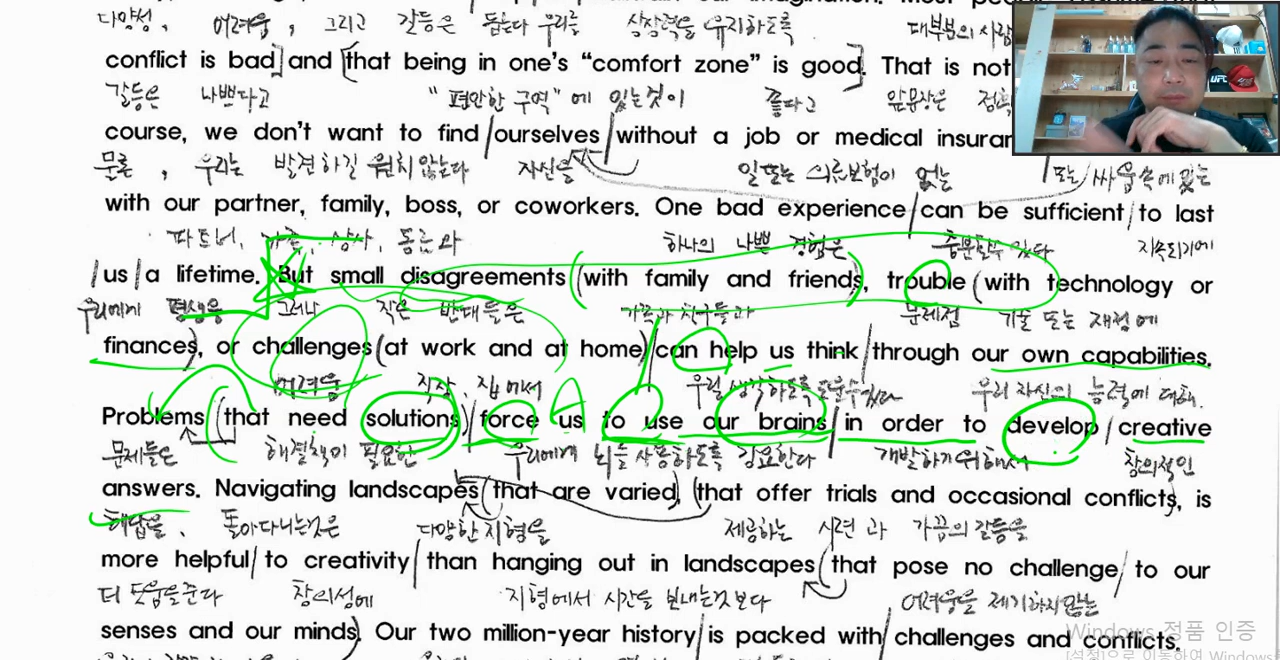 다양성, 어려움, 그리고 갈등은 돕는다 우리를 상상력을 유지하도록 대부분의 사람
conflict is bad] and [that being in one's "comfort zone" is good]. That is not
갈등은 나쁘다고 "편안한 구역"에 있는것이 좋다고 앞문장은
course, we don't want to find / ourselves / without a job or medical
문론, 우리는 발견하길 원치않는다 자신을 일 또는 의료보험이 없는 또는 싸움속에 있는
with our partner, family, boss, or coworkers. One bad experience / can be sufficient / to last
파트너, 가족, 상사, 동료와 하나의 나쁜 경험은 충분할수 있다 지속되기에
/ us / a lifetime. But small disagreements (with family and friends), trouble (with technology or
우리에게 평생을 그러나 작은 반대들은 가족과 친구들과 문제점 기술 또는 재정에
finances), or challenges (at work and at home) / can help us think / through our own capabilities.
어려움 직장, 집에서 우릴 생각하도록 도울수있다 우리 자신의 능력에 대해.
Problems (that need solutions) / force us to use our brains / in order to develop / creative
문제들은 해결책이 필요한 우리에게 뇌를 사용하도록 강요한다 개발하기위해서 창의적인
answers. Navigating landscapes (that are varied), (that offer trials and occasional conflicts), is
해답을, 돌아다니는것은 다양한 지형을 제공하는 시련과 가끔의 갈등을
more helpful / to creativity / than hanging out in landscapes (that pose no challenge / to our
더 도움을준다 창의성에 지형에서 시간을 보내는것보다 어려움을 제기하지않는
senses and our minds). Our two million-year history / is packed with / challenges and conflicts.
Windows 정품 인증
UFC